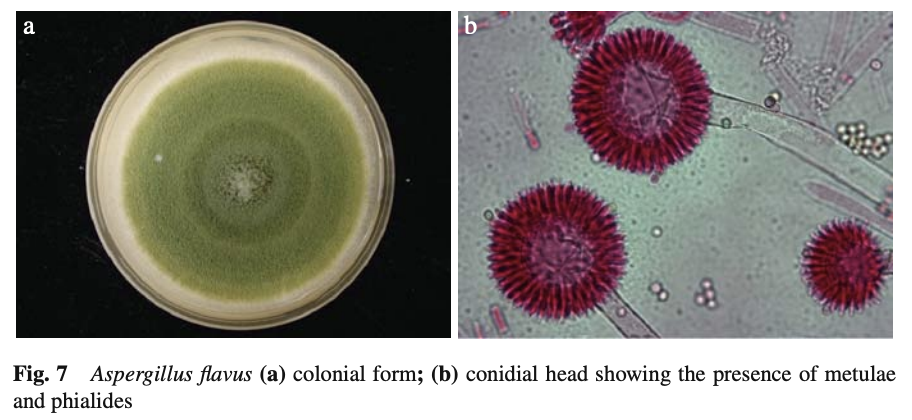 a
b
Fig. 7 Aspergillus flavus (a) colonial form; (b) conidial head showing the presence of metulae
and phialides